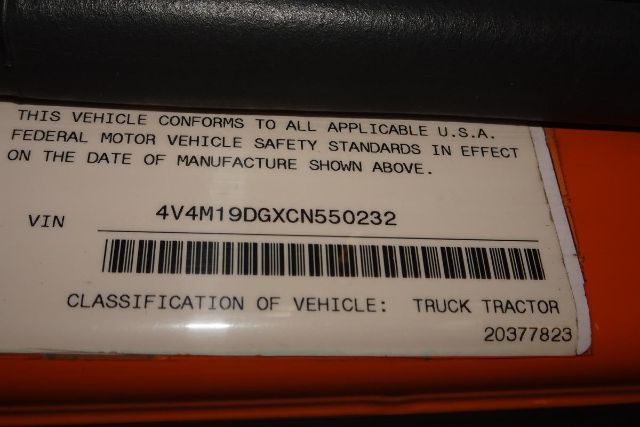 THIS VEHICLE CONFORMS TO ALL APPLICABLE U.S.A.
FEDERAL MOTOR VEHICLE SAFETY STANDARDS IN EFFECT
ON THE DATE OF MANUFACTURE SHOWN ABOVE.
VIN 4V4M19DGXCN550232
CLASSIFICATION OF VEHICLE: TRUCK TRACTOR
20377823